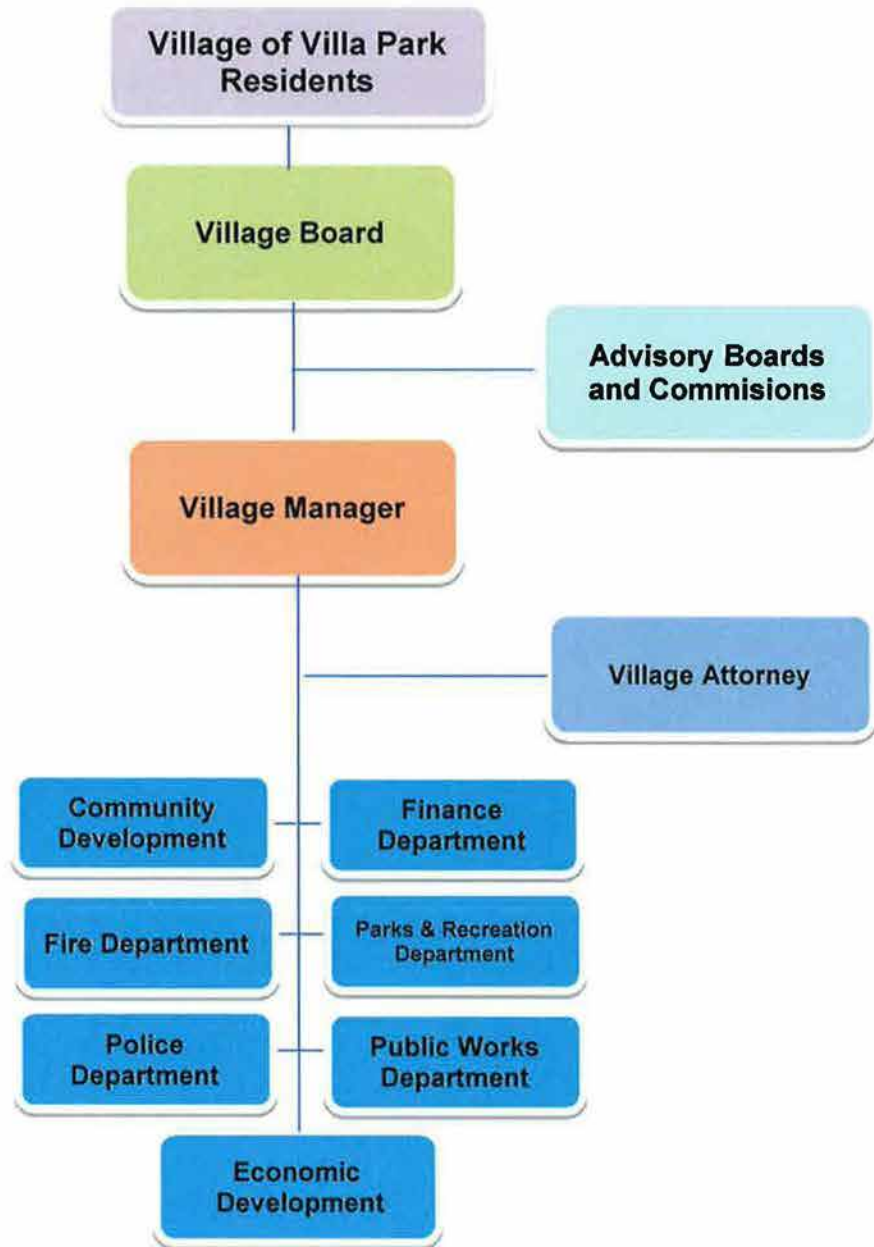 Village of Villa Park
Residents
Village Board
Advisory Boards
and Commisions
Village Manager
Village Attorney
Community
Development
Finance
Department
Fire Department
Parks & Recreation
Department
Police
Department
Public Works
Department
Economic
Development